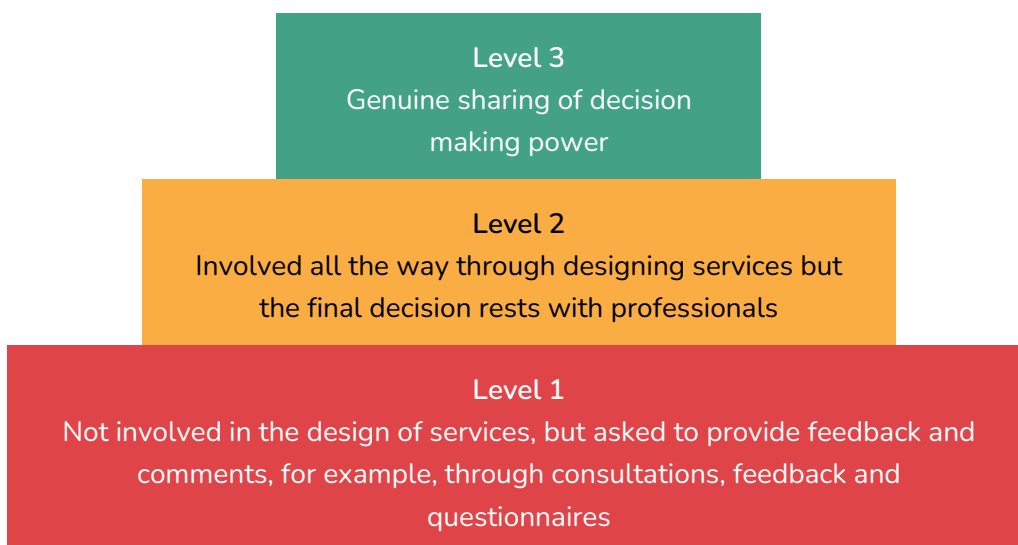 Level 3
Genuine sharing of decision
making power
Level 2
Involved all the way through designing services but
the final decision rests with professionals
Level 1
Not involved in the design of services, but asked to provide feedback and
comments, for example, through consultations, feedback and
questionnaires